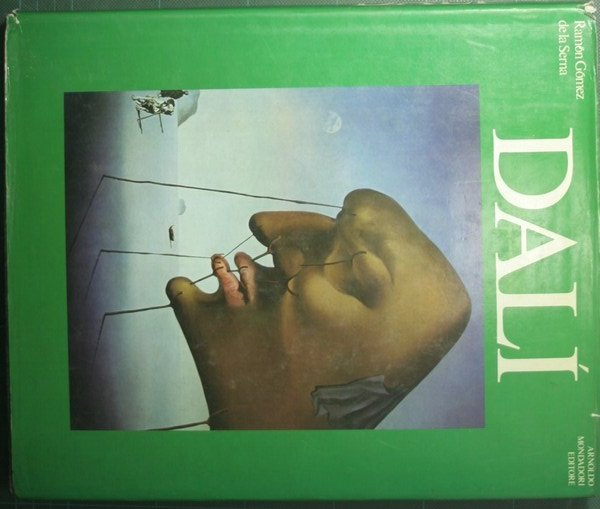 Ramón Gómez
de la Serna
DALÍ
ARNOLDO
MONDADORI
EDITORE